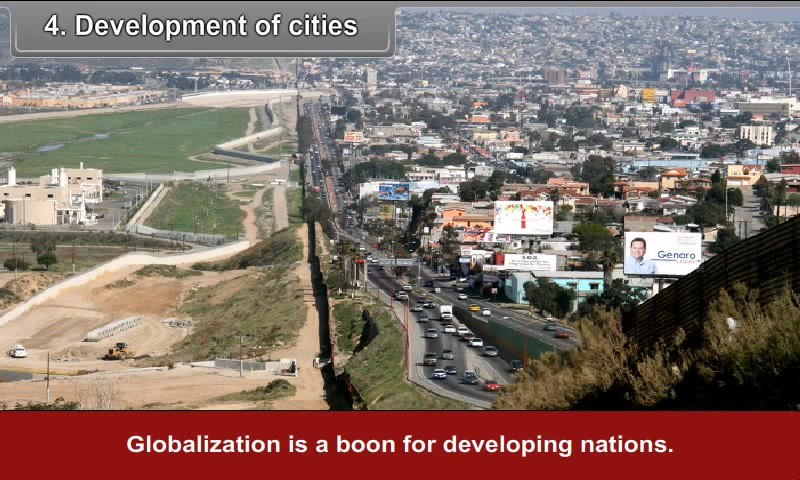 4. Development of cities
Genaro
Globalization is a boon for developing nations.